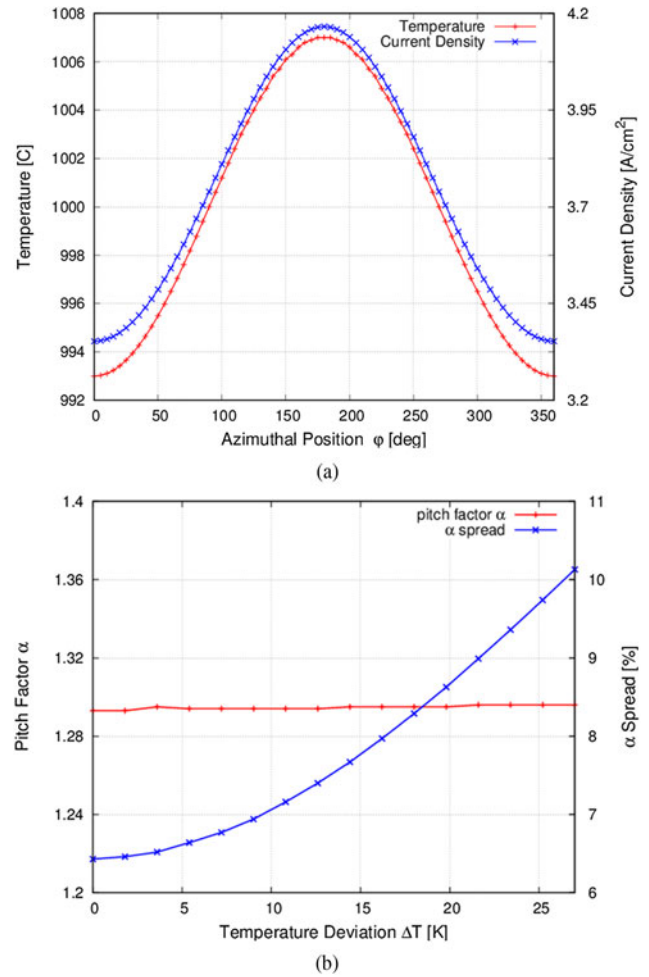 Temperature
Current Density
1008
1006
1004
1002
1000
998
996
994
992
Temperature [C]
4.2
3.95
3.7
3.45
3.2
Current Density [A/cm²]
0 50 100 150 200 250 300 350
Azimuthal Position φ [deg]
(a)
pitch factor α
α spread
1.4
1.36
1.32
1.28
1.24
1.2
Pitch Factor α
11
10
9
8
7
6
α Spread [%]
0 5 10 15 20 25
Temperature Deviation ΔT [K]
(b)